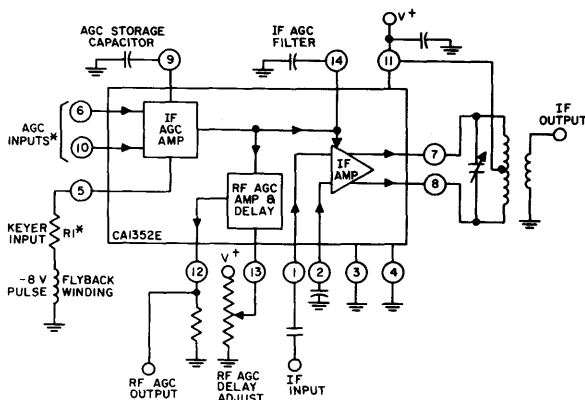 V+
AGC STORAGE
CAPACITOR
IF AGC
FILTER
9
14
11
IF
OUTPUT
6
AGC
INPUTS*
10
IF
AGC
AMP
IF
AMP
7
8
5
RF AGC
AMP &
DELAY
KEYER
INPUT
R1*
CA1352E
-8 V
PULSE
FLYBACK
WINDING
12
V+
13
1
2
3
4
RF AGC
OUTPUT
RF AGC
DELAY
ADJUST
IF
INPUT